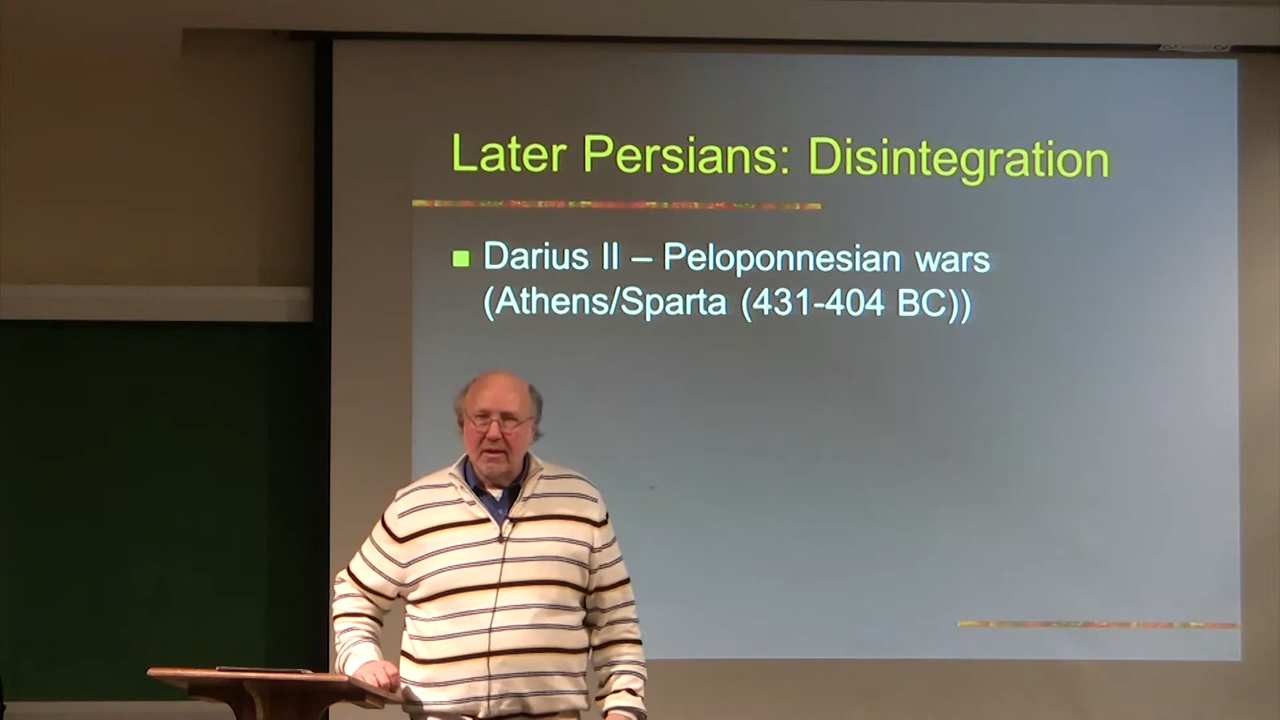 Later Persians: Disintegration
Darius II – Peloponnesian wars
(Athens/Sparta (431-404 BC))